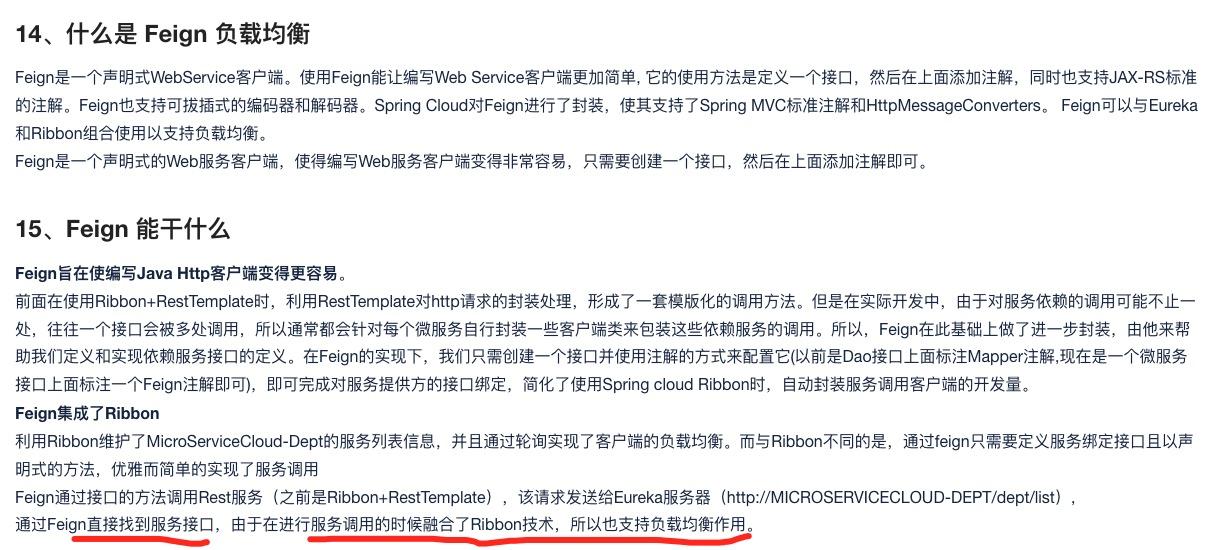 14、什么是 Feign 负载均衡
Feign是一个声明式WebService客户端。使用Feign能让编写Web Service客户端更加简单, 它的使用方法是定义一个接口，然后在上面添加注解，同时也支持JAX-RS标准
的注解。Feign也支持可拔插式的编码器和解码器。Spring Cloud对Feign进行了封装，使其支持了Spring MVC标准注解和HttpMessageConverters。 Feign可以与Eureka
和Ribbon组合使用以支持负载均衡。
Feign是一个声明式的Web服务客户端，使得编写Web服务客户端变得非常容易，只需要创建一个接口，然后在上面添加注解即可。
15、Feign 能干什么
Feign旨在使编写Java Http客户端变得更容易。
前面在使用Ribbon+RestTemplate时，利用RestTemplate对http请求的封装处理，形成了一套模版化的调用方法。但是在实际开发中，由于对服务依赖的调用可能不止一
处，往往一个接口会被多处调用，所以通常都会针对每个微服务自行封装一些客户端类来包装这些依赖服务的调用。所以，Feign在此基础上做了进一步封装，由他来帮
助我们定义和实现依赖服务接口的定义。在Feign的实现下，我们只需创建一个接口并使用注解的方式来配置它(以前是Dao接口上面标注Mapper注解,现在是一个微服务
接口上面标注一个Feign注解即可)，即可完成对服务提供方的接口绑定，简化了使用Spring cloud Ribbon时，自动封装服务调用客户端的开发量。
Feign集成了Ribbon
利用Ribbon维护了MicroServiceCloud-Dept的服务列表信息，并且通过轮询实现了客户端的负载均衡。而与Ribbon不同的是，通过feign只需要定义服务绑定接口且以声
明式的方法，优雅而简单的实现了服务调用
Feign通过接口的方法调用Rest服务（之前是Ribbon+RestTemplate），该请求发送给Eureka服务器（http://MICROSERVICECLOUD-DEPT/dept/list），
通过Feign直接找到服务接口，由于在进行服务调用的时候融合了Ribbon技术，所以也支持负载均衡作用。